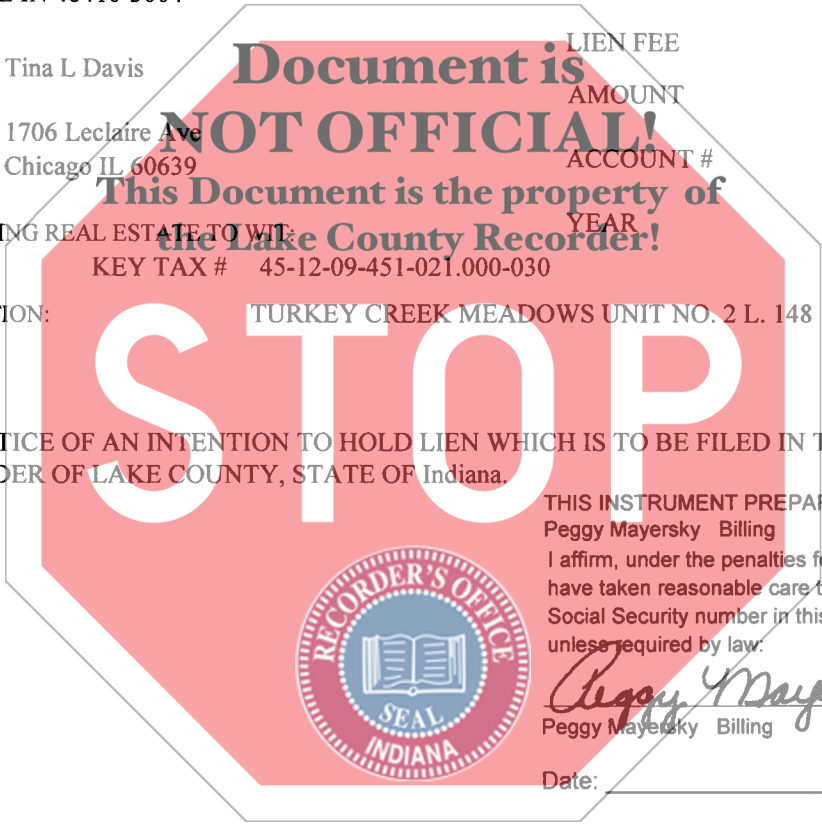 Tina L Davis
1706 Leclaire Ave
Chicago IL 60639
LIEN FEE
AMOUNT
ACCOUNT #
YEAR
Document is
NOT OFFICIAL!
This Document is the property of
the Lake County Recorder!
REAL ESTATE TO WIT:
KEY TAX # 45-12-09-451-021.000-030
TURKEY CREEK MEADOWS UNIT NO. 2 L. 148
STOP
OF AN INTENTION TO HOLD LIEN WHICH IS TO BE FILED IN
OF LAKE COUNTY, STATE OF Indiana.
THIS INSTRUMENT
Peggy Mayersky Billing
I affirm, under the penalties
have taken reasonable care
Social Security number in this
unless required by law:
Peggy
Peggy Mayersky Billing
Date:
RECORDER'S OFFICE
SEAL
INDIANA